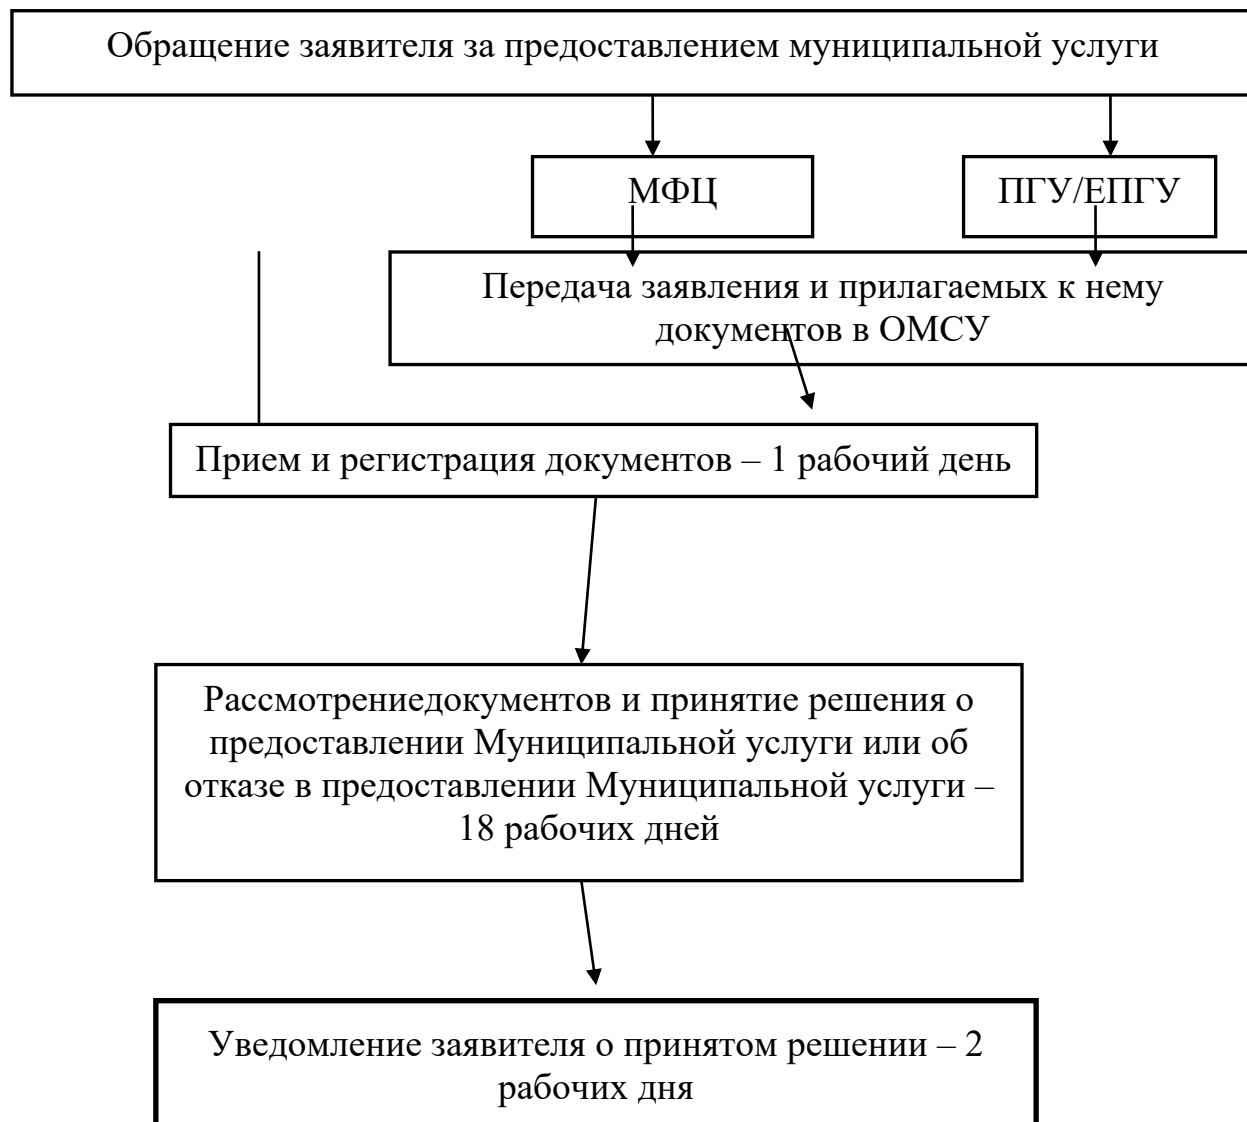 Обращение заявителя за предоставлением муниципальной услуги
МФЦ
ПГУ/ЕПГУ
Передача заявления и прилагаемых к нему
документов в ОМСУ
Прием и регистрация документов – 1 рабочий день
Рассмотрениедокументов и принятие решения о
предоставлении Муниципальной услуги или об
отказе в предоставлении Муниципальной услуги –
18 рабочих дней
Уведомление заявителя о принятом решении – 2
рабочих дня